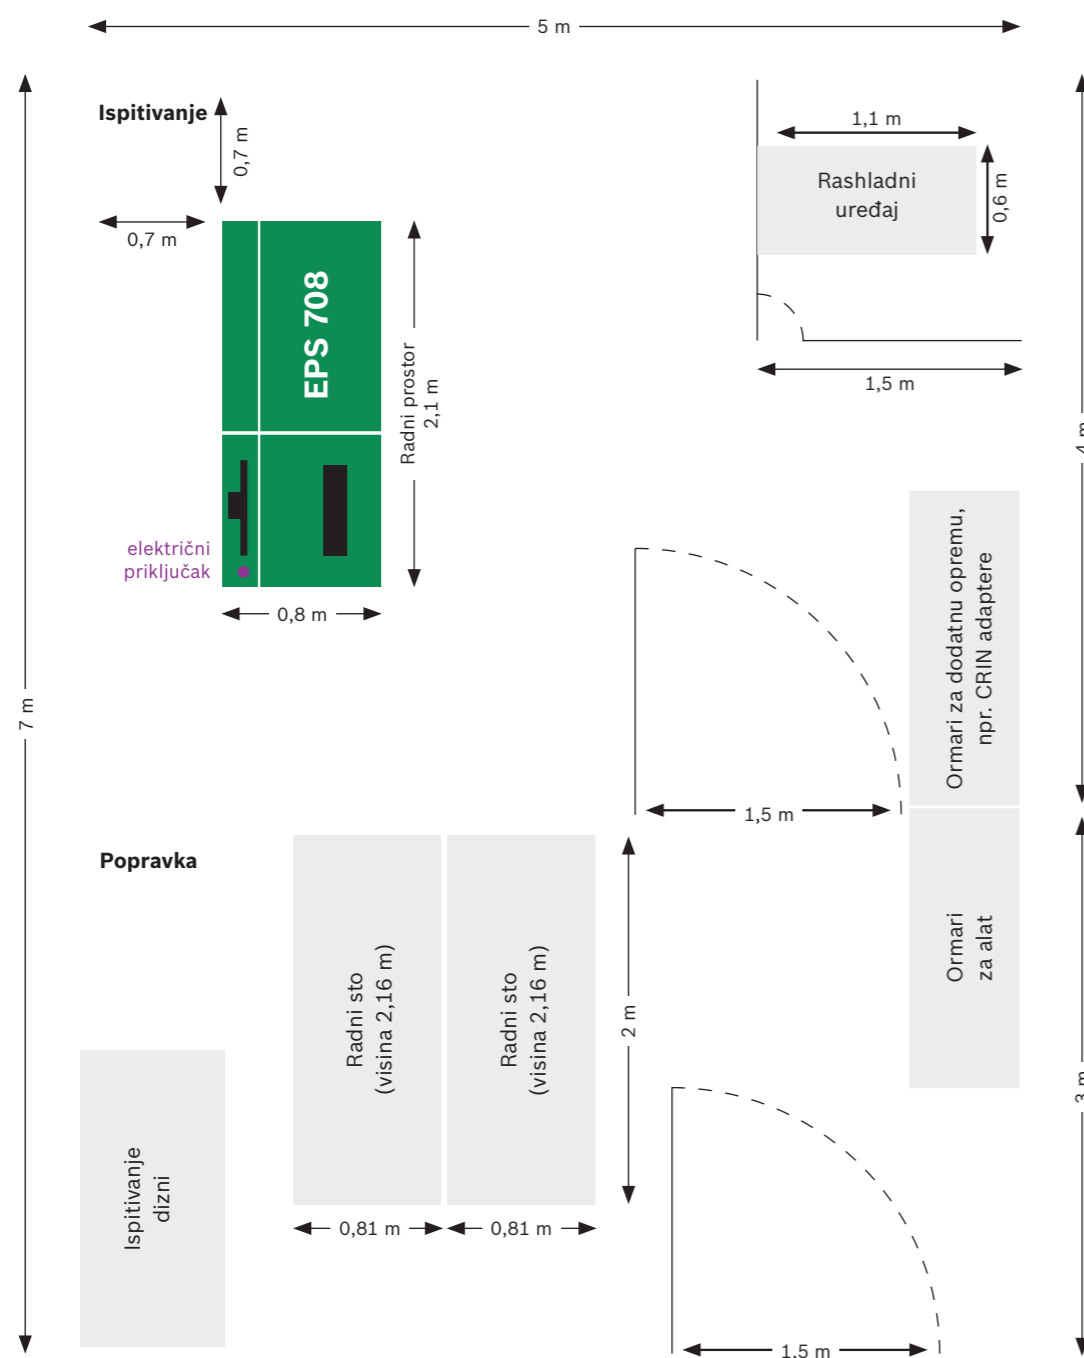 5 m
Ispitivanje
0,7 m
0,7 m
1,1 m
Rashladni
uređaj
0,6 m
1,5 m
EPS 708
Radni prostor
2,1 m
električni
priključak
0,8 m
7 m
4 m
Ormari za dodatnu opremu,
npr. CRIN adaptere
1,5 m
Popravka
Radni sto
(visina 2,16 m)
Radni sto
(visina 2,16 m)
2 m
Ormari
za alat
3 m
Ispitivanje
dizni
0,81 m
0,81 m
1,5 m